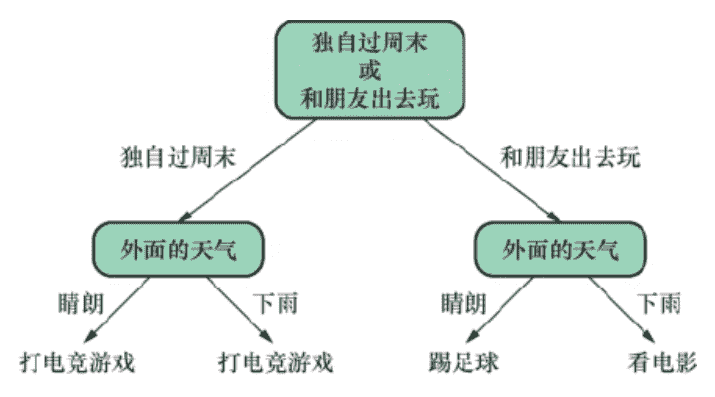 独自过周末
或
和朋友出去玩
独自过周末
和朋友出去玩
外面的天气
外面的天气
晴朗
下雨
晴朗
下雨
打电竞游戏
打电竞游戏
踢足球
看电影